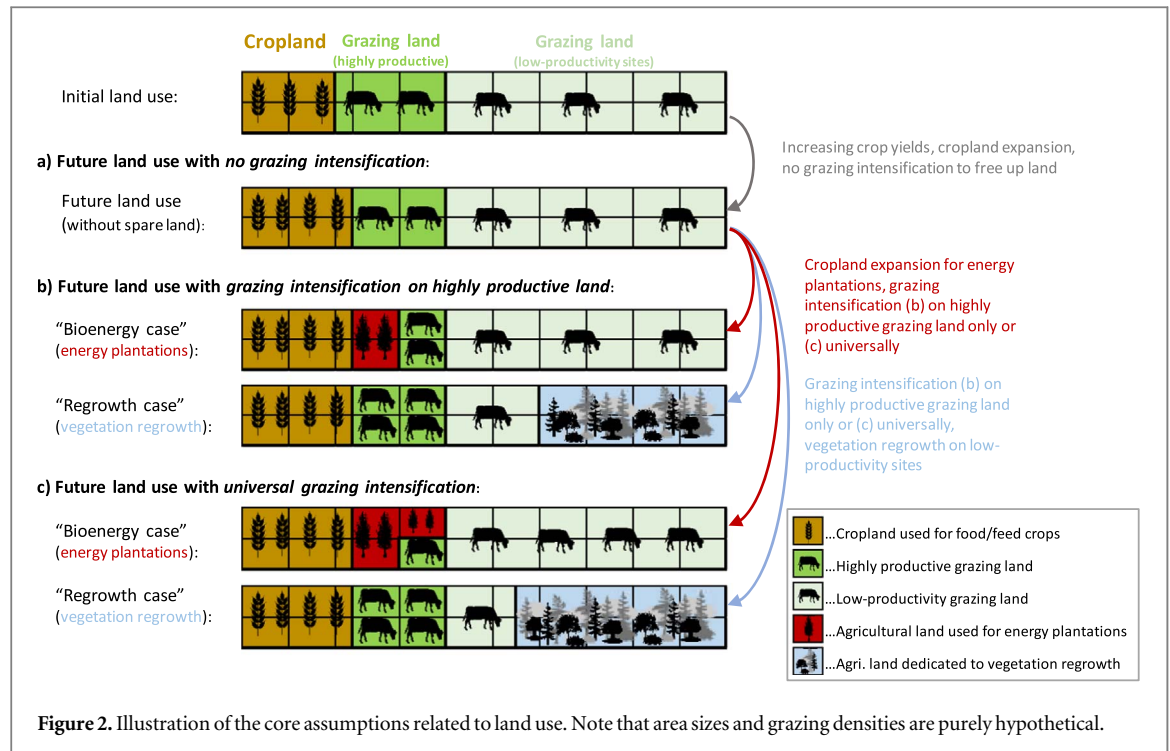 Cropland
Grazing land
(highly productive)
Grazing land
(low-productivity sites)
Initial land use:
Increasing crop yields, cropland expansion,
no grazing intensification to free up land
a) Future land use with no grazing intensification:
Future land use
(without spare land):
b) Future land use with grazing intensification on highly productive land:
Cropland expansion for energy
plantations, grazing
intensification (b) on highly
productive grazing land only or
(c) universally
"Bioenergy case"
(energy plantations):
"Regrowth case"
(vegetation regrowth):
Grazing intensification (b) on
highly productive grazing land
only or (c) universally,
vegetation regrowth on low-
productivity sites
c) Future land use with universal grazing intensification:
"Bioenergy case"
(energy plantations):
"Regrowth case"
(vegetation regrowth):
...Cropland used for food/feed crops
...Highly productive grazing land
...Low-productivity grazing land
...Agricultural land used for energy plantations
...Agri. land dedicated to vegetation regrowth
Figure 2. Illustration of the core assumptions related to land use. Note that area sizes and grazing densities are purely hypothetical.